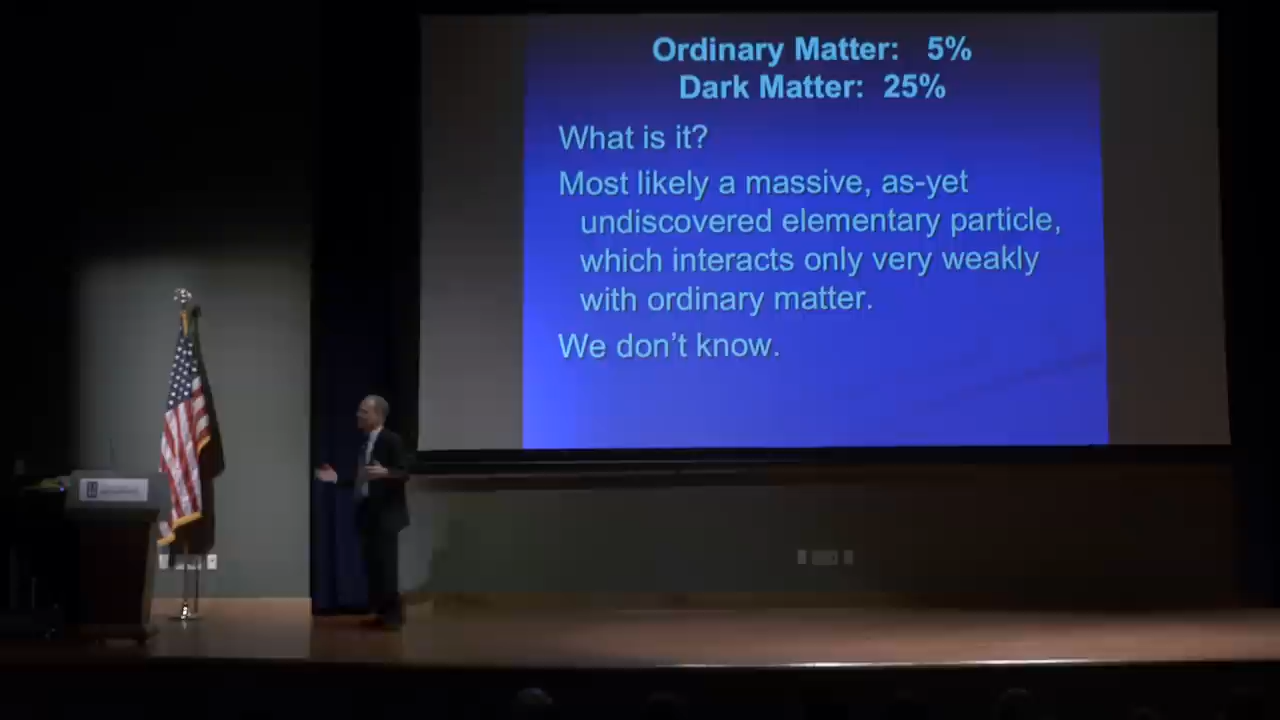 Ordinary Matter: 5%
Dark Matter: 25%
What is it?
Most likely a massive, as-yet
undiscovered elementary particle,
which interacts only very weakly
with ordinary matter.
We don't know.